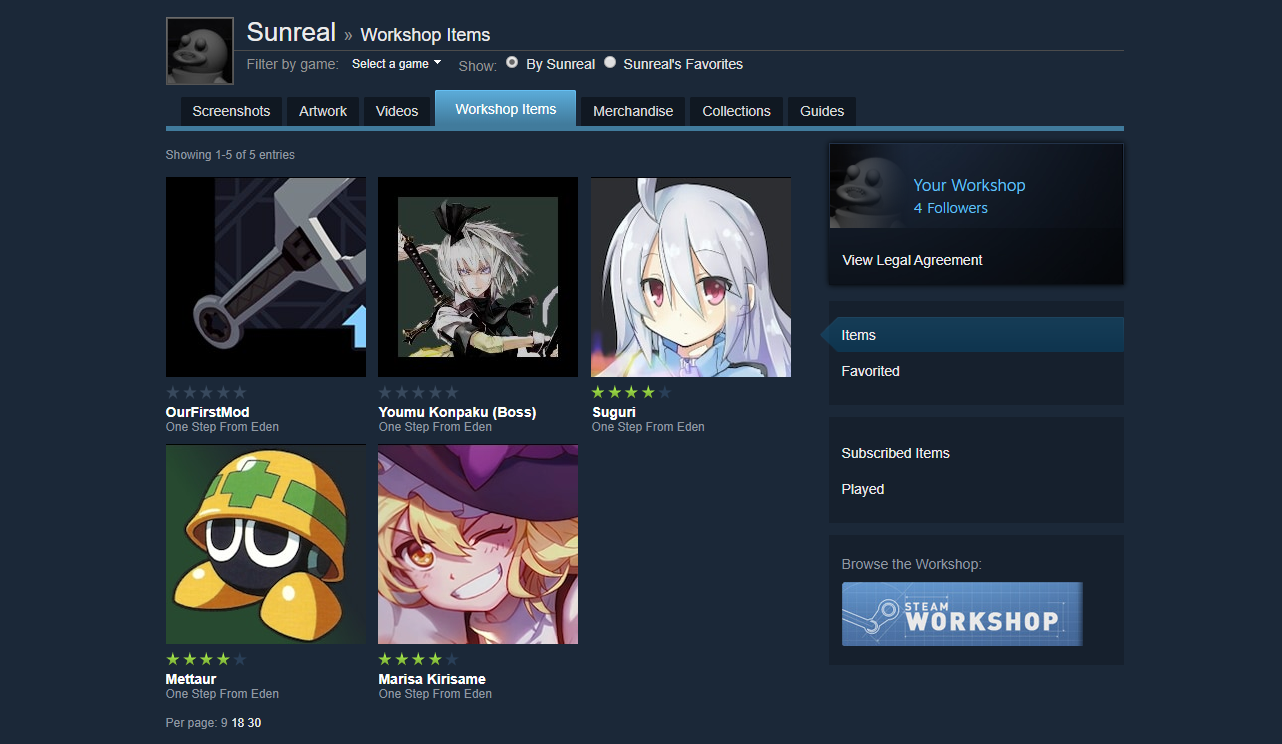 Sunreal » Workshop Items
Filter by game: Select a game Show: By Sunreal Sunreal's Favorites
Screenshots Artwork Videos Workshop Items Merchandise Collections Guides
Showing 1-5 of 5 entries
OurFirstMod
One Step From Eden
Youmu Konpaku (Boss)
One Step From Eden
Suguri
One Step From Eden
Mettaur
One Step From Eden
Marisa Kirisame
One Step From Eden
Per page: 9 18 30
Your Workshop
4 Followers
View Legal Agreement
Items
Favorited
Subscribed Items
Played
Browse the Workshop:
STEAM
WORKSHOP